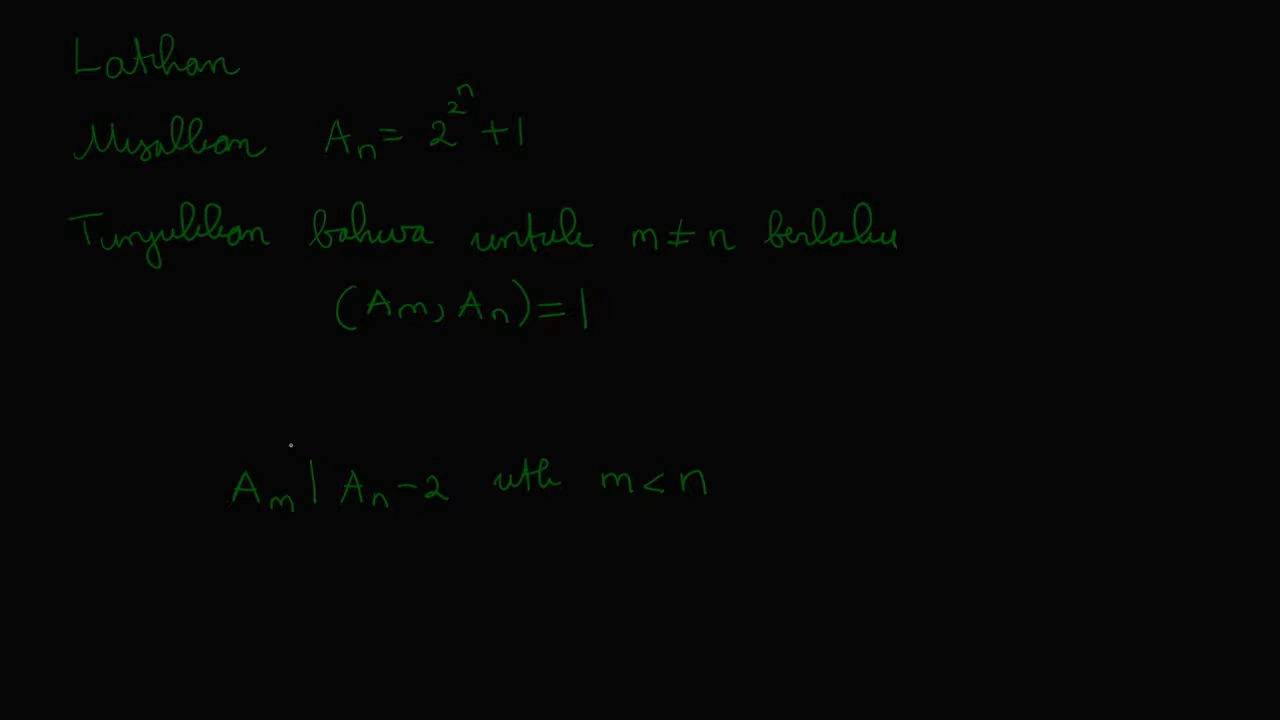 Latihan
Misalkan A_n = 2^{2^n} + 1
Tunjukkan bahwa untuk m ≠ n berlaku
(A_m, A_n) = 1
A_m | A_n - 2 utk m < n